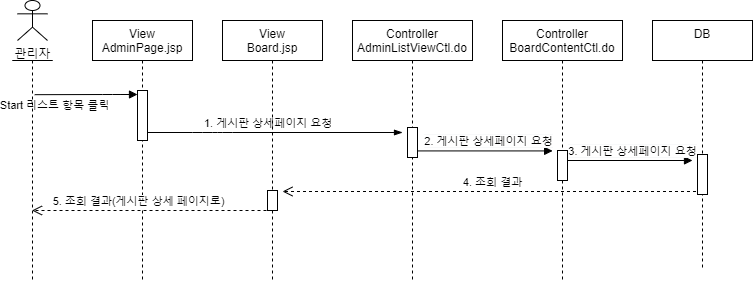 관리자
View
AdminPage.jsp
View
Board.jsp
Controller
AdminListViewCtl.do
Controller
BoardContentCtl.do
DB
Start 리스트 항목 클릭
1. 게시판 상세페이지 요청
2. 게시판 상세페이지 요청
3. 게시판 상세페이지 요청
4. 조회 결과
5. 조회 결과(게시판 상세 페이지로)